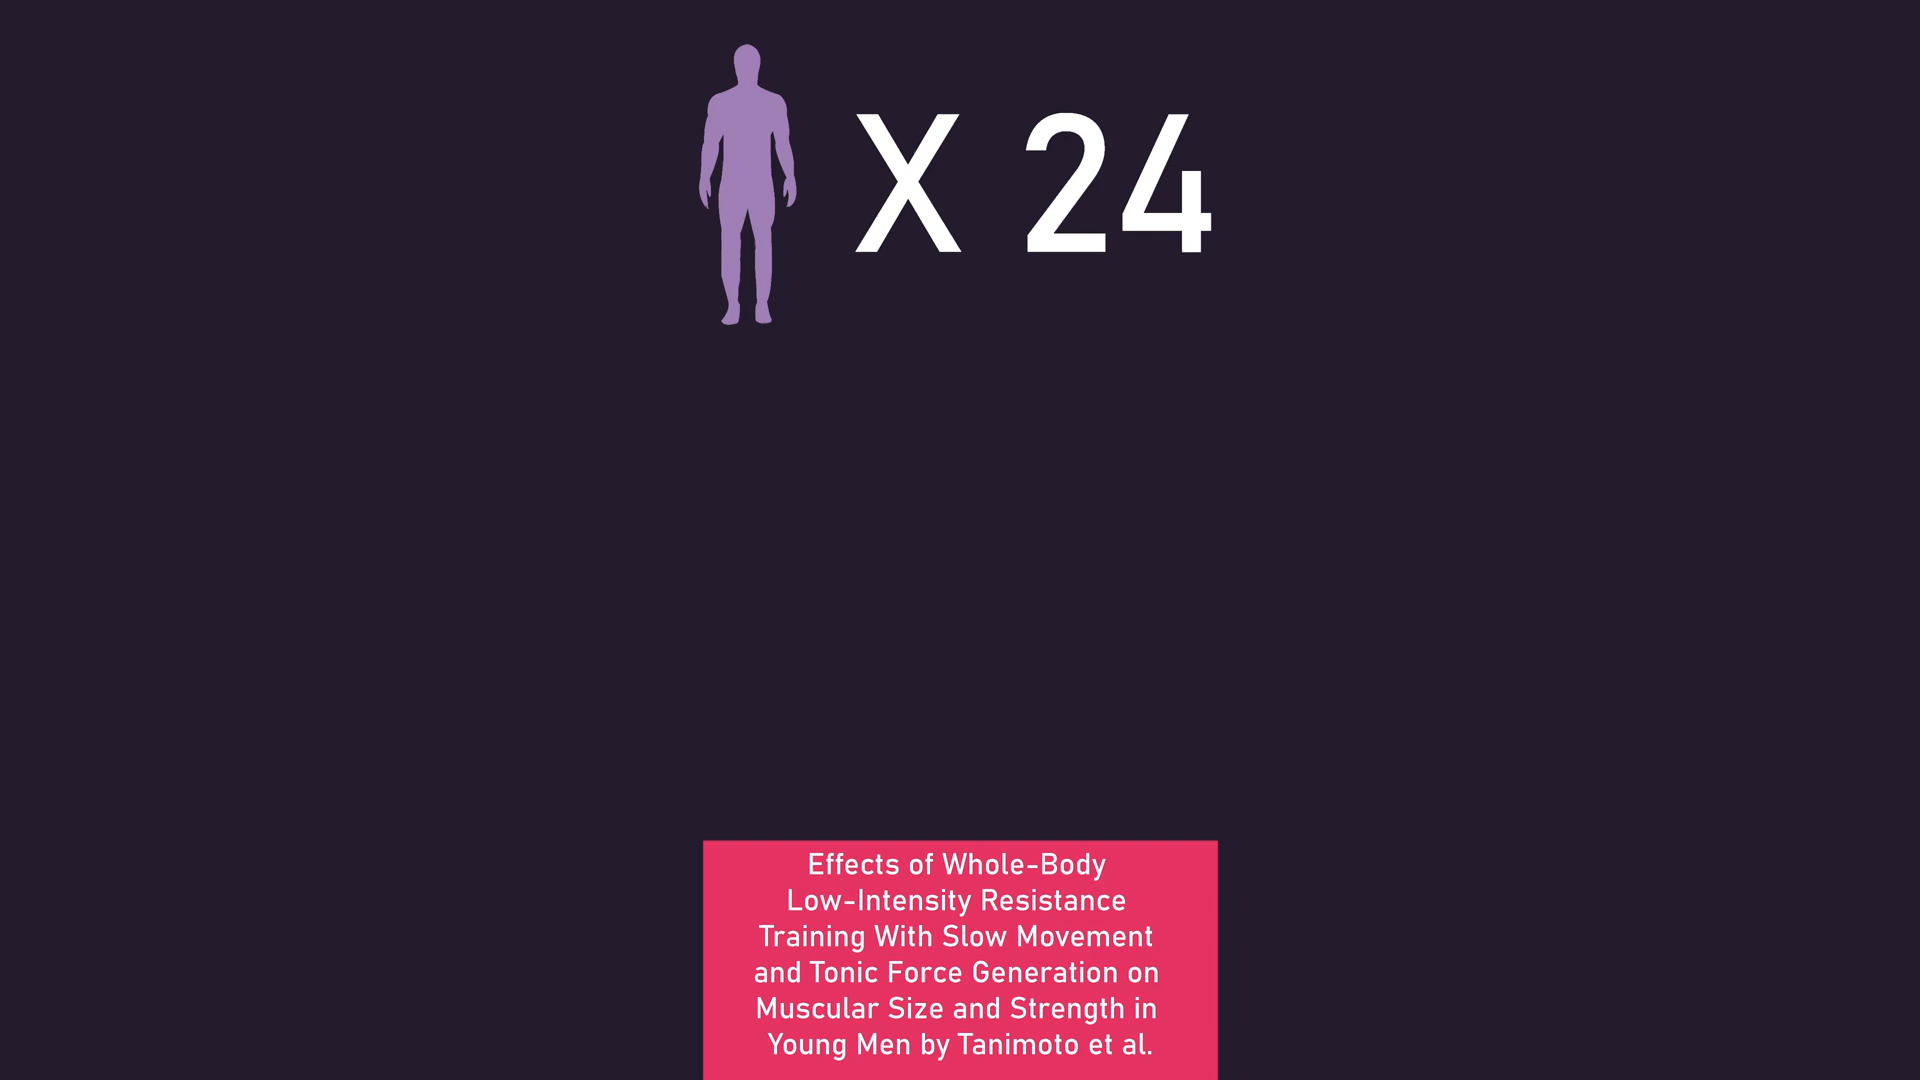 X 24
Effects of Whole-Body
Low-Intensity Resistance
Training With Slow Movement
and Tonic Force Generation on
Muscular Size and Strength in
Young Men by Tanimoto et al.